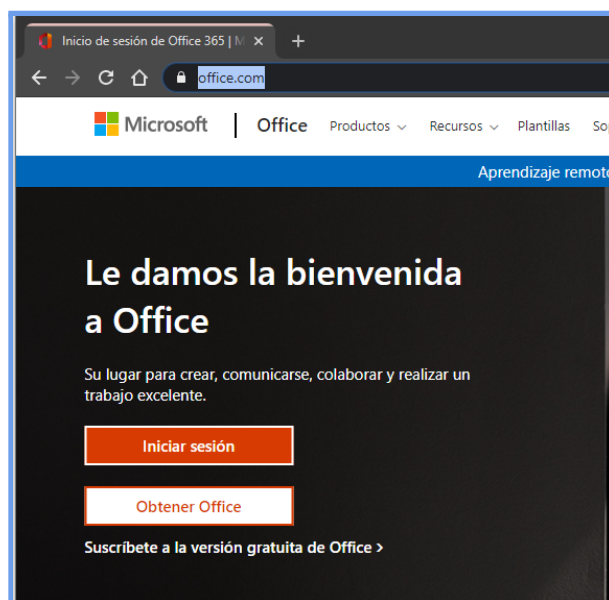 Inicio de sesión de Office 365 | M
office.com
Microsoft | Office Productos Recursos Plantillas
Aprendizaje remoto
Le damos la bienvenida
a Office
Su lugar para crear, comunicarse, colaborar y realizar un
trabajo excelente.
Iniciar sesión
Obtener Office
Suscríbete a la versión gratuita de Office >